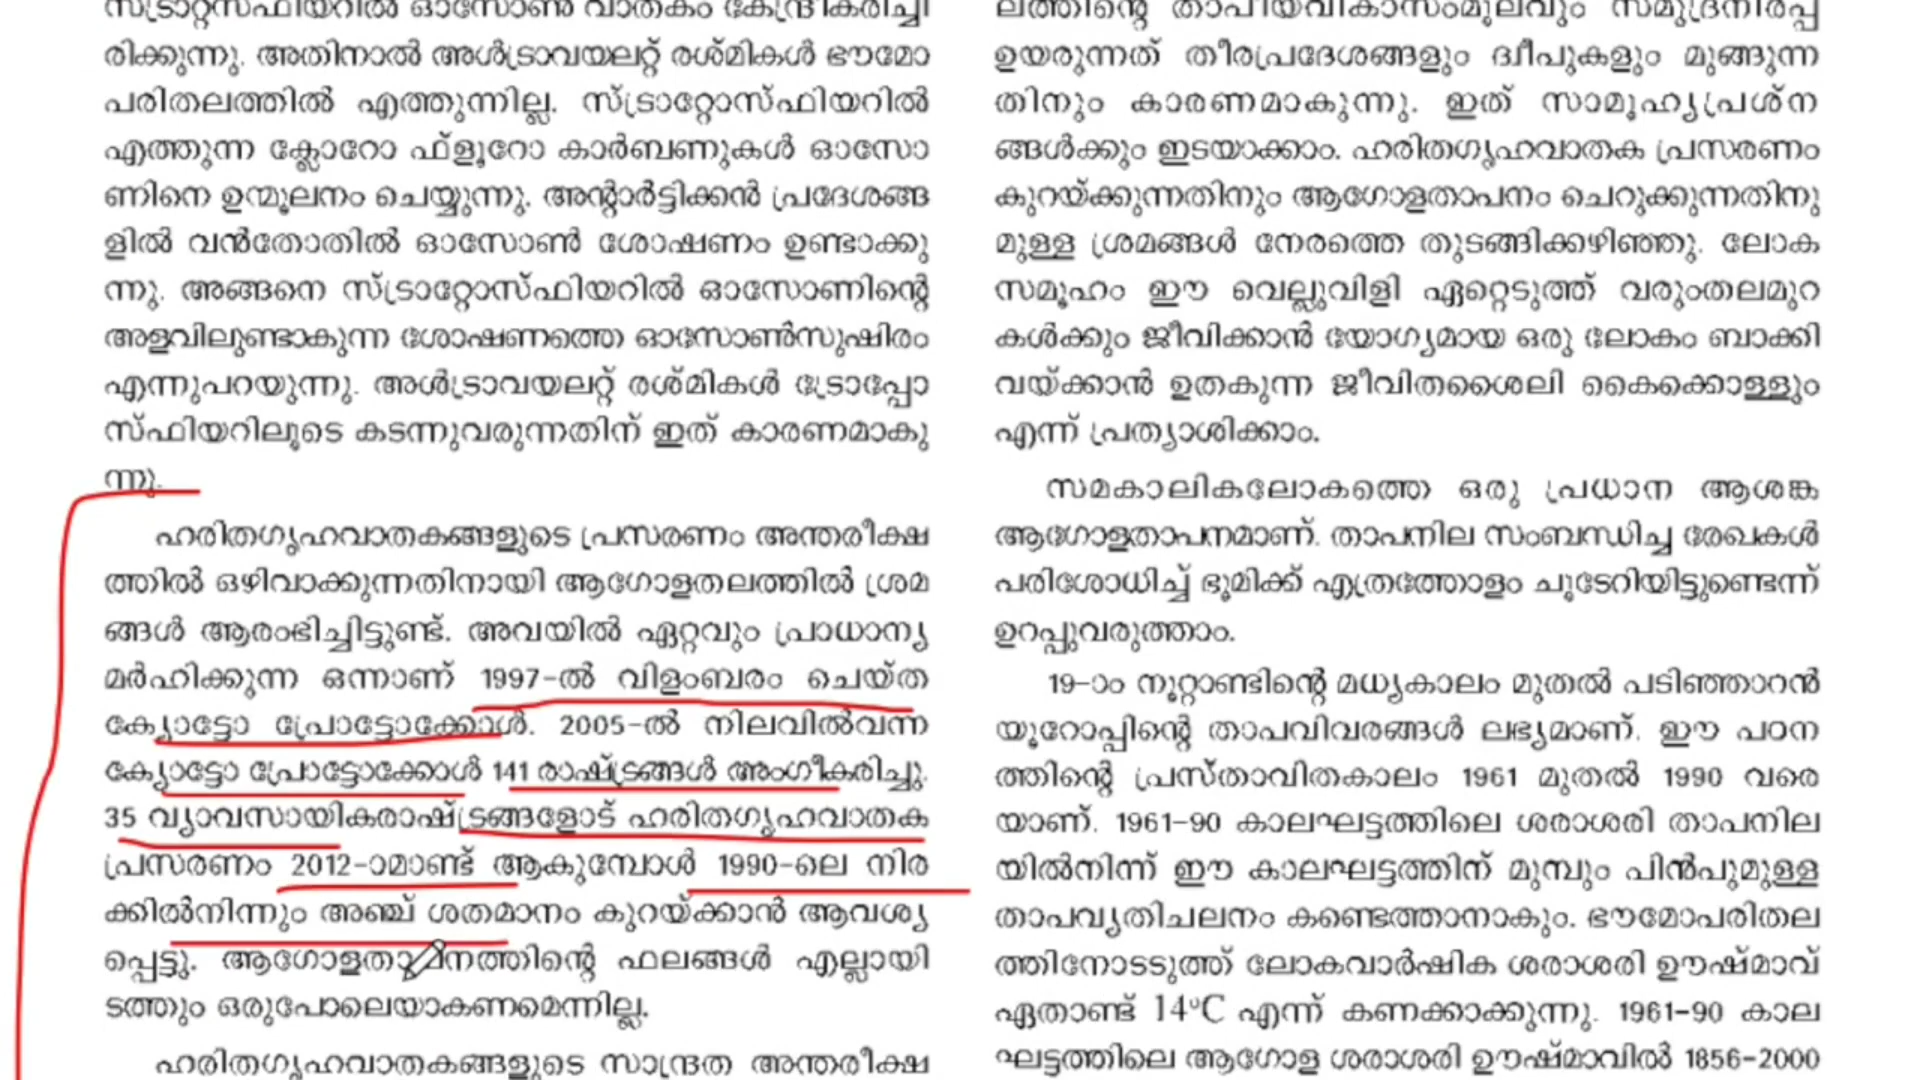 സ്ട്രാറ്റോസ്ഫിയറിൽ ഓസോൺ വാതകം കേന്ദ്രീകരിച്ചി
രിക്കുന്നു. അതിനാൽ അൾട്രാവയലറ്റ് രശ്മികൾ ഭൗമോ
പരിതലത്തിൽ എത്തുന്നില്ല. സ്ട്രാറ്റോസ്ഫിയറിൽ
എത്തുന്ന ക്ലോറോ ഫ്ളൂറോ കാർബണുകൾ ഓസോ
ണിനെ ഉന്മൂലനം ചെയ്യുന്നു. അന്റാർട്ടിക്കൻ പ്രദേശങ്ങ
ളിൽ വൻതോതിൽ ഓസോൺ ശോഷണം ഉണ്ടാക്കു
ന്നു. അങ്ങനെ സ്ട്രാറ്റോസ്ഫിയറിൽ ഓസോണിന്റെ
അളവിലുണ്ടാകുന്ന ശോഷണത്തെ ഓസോൺസുഷിരം
എന്നുപറയുന്നു. അൾട്രാവയലറ്റ് രശ്മികൾ ട്രോപ്പോ
സ്ഫിയറിലൂടെ കടന്നുവരുന്നതിന് ഇത് കാരണമാകു
ന്നു.
ഹരിതഗൃഹവാതകങ്ങളുടെ പ്രസരണം അന്തരീക്ഷ
ത്തിൽ ഒഴിവാക്കുന്നതിനായി ആഗോളതലത്തിൽ ശ്രമ
ങ്ങൾ ആരംഭിച്ചിട്ടുണ്ട്. അവയിൽ ഏറ്റവും പ്രാധാന്യ
മർഹിക്കുന്ന ഒന്നാണ് 1997-ൽ വിളംബരം ചെയ്ത
ക്യോട്ടോ പ്രോട്ടോക്കോൾ. 2005-ൽ നിലവിൽവന്ന
ക്യോട്ടോ പ്രോട്ടോക്കോൾ 141 രാഷ്ട്രങ്ങൾ അംഗീകരിച്ചു.
35 വ്യാവസായികരാഷ്ട്രങ്ങളോട് ഹരിതഗൃഹവാതക
പ്രസരണം 2012-ാമാണ്ട് ആകുമ്പോൾ 1990-ലെ നിര
ക്കിൽനിന്നും അഞ്ച് ശതമാനം കുറയ്ക്കാൻ ആവശ്യ
പ്പെട്ടു. ആഗോളതാപനത്തിന്റെ ഫലങ്ങൾ എല്ലായി
ടത്തും ഒരുപോലെയാകണമെന്നില്ല.
ഹരിതഗൃഹവാതകങ്ങളുടെ സാന്ദ്രത അന്തരീക്ഷ
ലത്തിന്റെ താപീയവികാസംമൂലവും സമുദ്രനിരപ്പ്
ഉയരുന്നത് തീരപ്രദേശങ്ങളും ദ്വീപുകളും മുങ്ങുന്ന
തിനും കാരണമാകുന്നു. ഇത് സാമൂഹ്യപ്രശ്ന
ങ്ങൾക്കും ഇടയാക്കാം. ഹരിതഗൃഹവാതക പ്രസരണം
കുറയ്ക്കുന്നതിനും ആഗോളതാപനം ചെറുക്കുന്നതിനു
മുള്ള ശ്രമങ്ങൾ നേരത്തെ തുടങ്ങിക്കഴിഞ്ഞു. ലോക
സമൂഹം ഈ വെല്ലുവിളി ഏറ്റെടുത്ത് വരുംതലമുറ
കൾക്കും ജീവിക്കാൻ യോഗ്യമായ ഒരു ലോകം ബാക്കി
വയ്ക്കാൻ ഉതകുന്ന ജീവിതശൈലി കൈക്കൊള്ളും
എന്ന് പ്രത്യാശിക്കാം.
സമകാലികലോകത്തെ ഒരു പ്രധാന ആശങ്ക
ആഗോളതാപനമാണ്. താപനില സംബന്ധിച്ച രേഖകൾ
പരിശോധിച്ച് ഭൂമിക്ക് എത്രത്തോളം ചൂടേറിയിട്ടുണ്ടെന്ന്
ഉറപ്പുവരുത്താം.
19-ാം നൂറ്റാണ്ടിന്റെ മധ്യകാലം മുതൽ പടിഞ്ഞാറൻ
യൂറോപ്പിന്റെ താപവിവരങ്ങൾ ലഭ്യമാണ്. ഈ പഠന
ത്തിന്റെ പ്രസ്താവിതകാലം 1961 മുതൽ 1990 വരെ
യാണ്. 1961-90 കാലഘട്ടത്തിലെ ശരാശരി താപനില
യിൽനിന്ന് ഈ കാലഘട്ടത്തിന് മുമ്പും പിൻപുമുള്ള
താപവ്യതിചലനം കണ്ടെത്താനാകും. ഭൗമോപരിതല
ത്തിനോടടുത്ത് ലോകവാർഷിക ശരാശരി ഊഷ്മാവ്
ഏതാണ്ട് 14°C എന്ന് കണക്കാക്കുന്നു. 1961-90 കാല
ഘട്ടത്തിലെ ആഗോള ശരാശരി ഊഷ്മാവിൽ 1856-2000